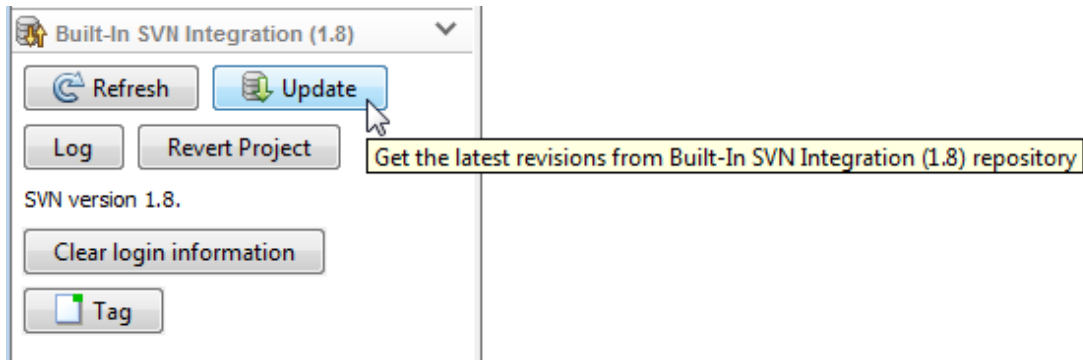 Built-In SVN Integration (1.8)
Refresh Update
Log Revert Project
Get the latest revisions from Built-In SVN Integration (1.8) repository
SVN version 1.8.
Clear login information
Tag